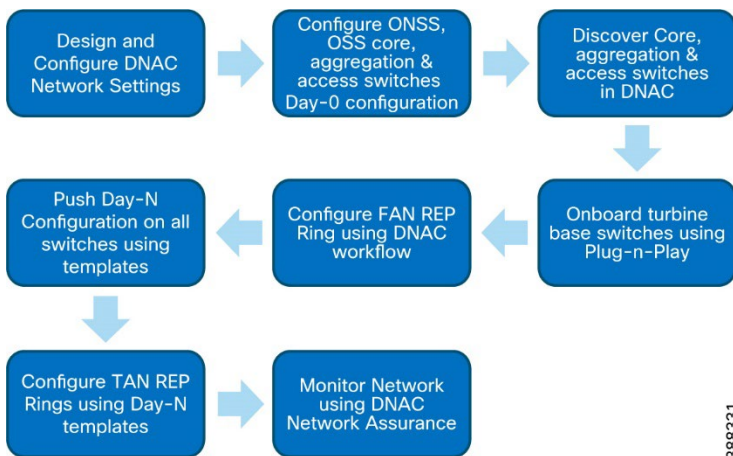 Design and
Configure DNAC
Network Settings
Configure ONSS,
OSS core,
aggregation &
access switches
Day-0 configuration
Discover Core,
aggregation &
access switches
in DNAC
Onboard turbine
base switches using
Plug-n-Play
Configure FAN REP
Ring using DNAC
workflow
Push Day-N
Configuration on all
switches using
templates
Configure TAN REP
Rings using Day-N
templates
Monitor Network
using DNAC
Network Assurance
388221